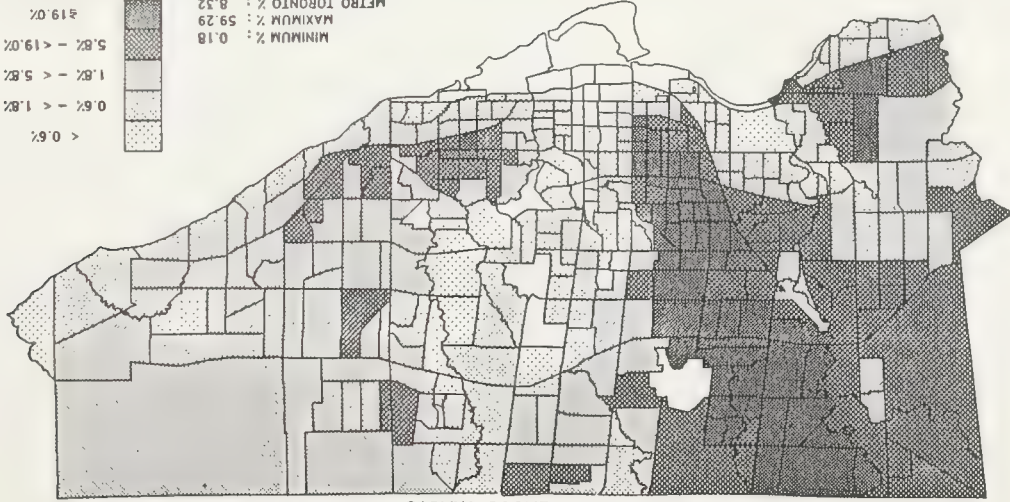 < 0.6%
0.6% - < 1.8%
1.8% - < 5.8%
5.8% - < 19.0%
≥19.0%
MINIMUM % : 0.18
MAXIMUM % : 59.29
METRO TORONTO % : 8.32